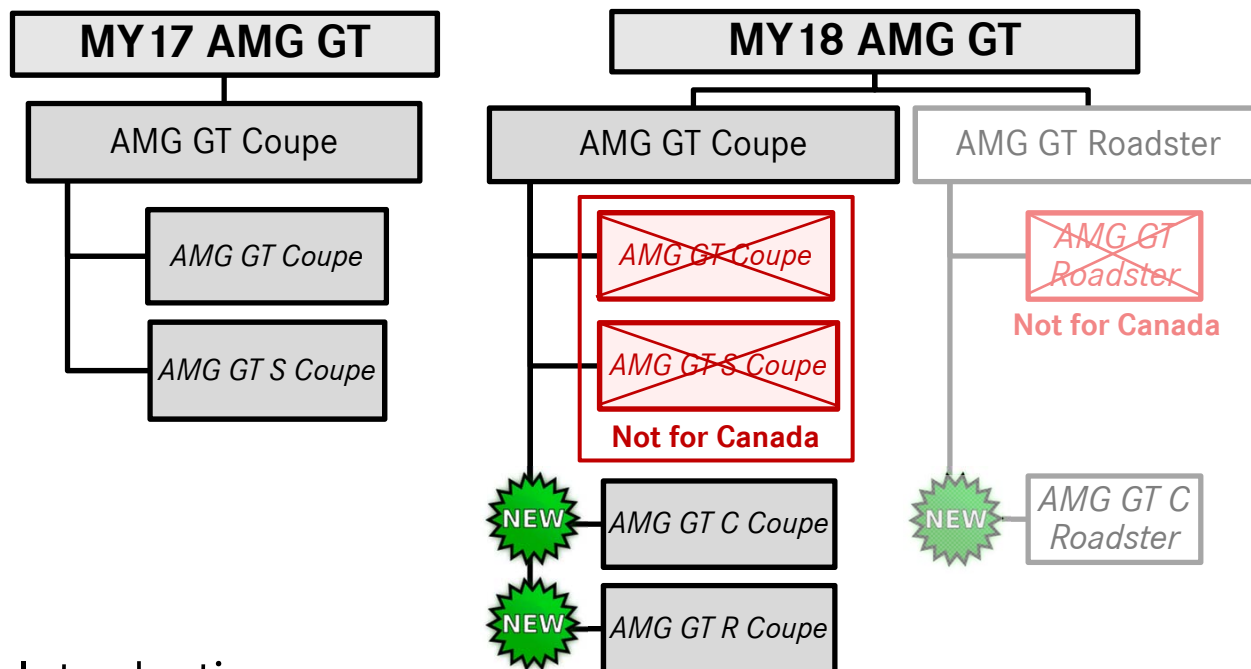 MY17 AMG GT
AMG GT Coupe
AMG GT Coupe
AMG GT S Coupe
MY18 AMG GT
AMG GT Coupe
AMG GT Coupe
AMG GT S Coupe
Not for Canada
NEW
AMG GT C Coupe
NEW
AMG GT R Coupe
AMG GT Roadster
AMG GT
Roadster
Not for Canada
NEW
AMG GT C
Roadster